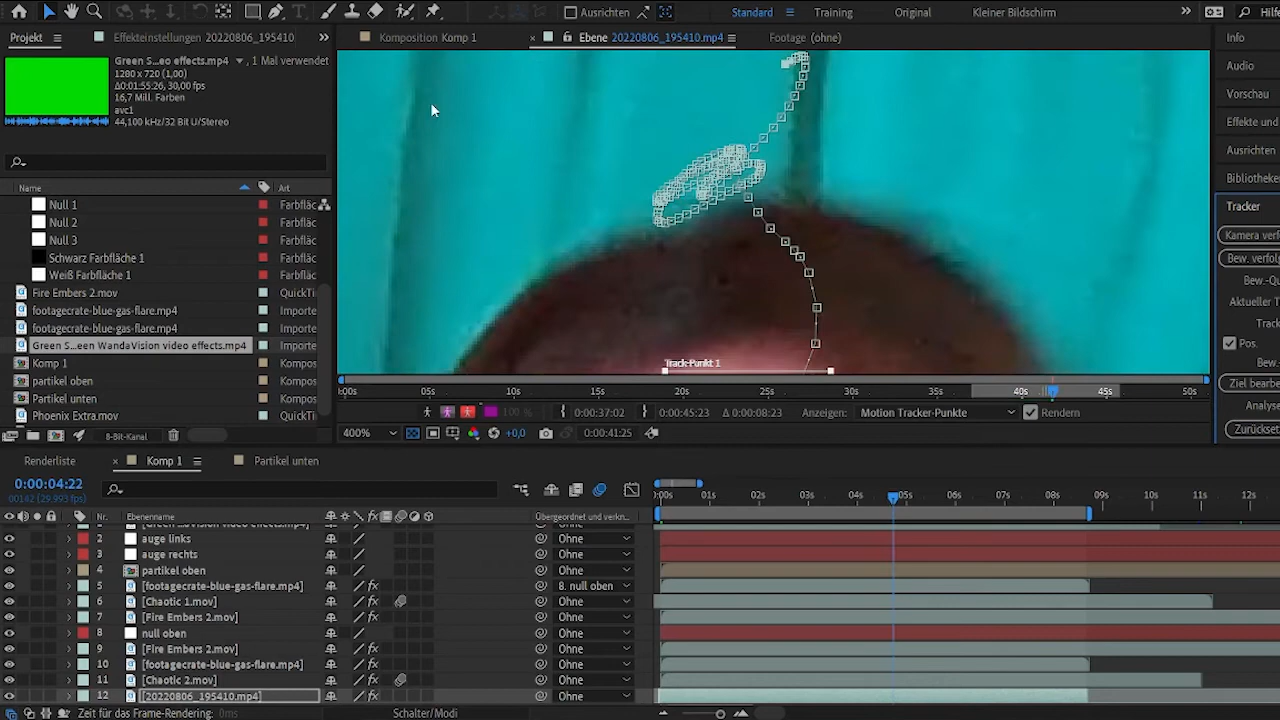 Ausrichten Standard Training Original Kleiner Bildschirm Hilfe
Projekt Effekteinstellungen 20220806_195410 Komposition Komp 1 Ebene 20220806_195410.mp4 Footage (ohne) Info
Green S...eo effects.mp4 , 1 Mal verwendet
1280 x 720 (1,00)
Δ0:01:55:26, 30,00 fps
16,7 Mill. Farben
avc1
44,100 kHz/32 Bit U/Stereo
Audio
Vorschau
Effekte und
Ausrichten
Bibliotheken
Name Art
Null 1 Farbfläc
Null 2 Farbfläc
Null 3 Farbfläc
Schwarz Farbfläche 1 Farbfläc
Weiß Farbfläche 1 Farbfläc
Fire Embers 2.mov QuickTi
footagecrate-blue-gas-flare.mp4 Importe
footagecrate-blue-gas-flare.mp4 Importe
Green S...een WandaVision video effects.mp4 Importe
Komp 1 Kompos
partikel oben Kompos
Partikel unten Kompos
Phoenix Extra.mov QuickTi
8-Bit-Kanal
Track-Punkt 1
Tracker
Kamera verf
Bew. verfolg
Bew.-Qu
Aktueller T
Track
Pos.
Bew.
Ziel bearbei
Analyse
Zurückset
:00s 05s 10s 15s 20s 25s 30s 35s 40s 45s 50s
100 % 0:00:37:02 0:00:45:23 Δ 0:00:08:23 Anzeigen: Motion Tracker-Punkte Rendern
400% +0,0 0:00:41:25
Renderliste Komp 1 Partikel unten
0:00:04:22
00142 (29.993 fps)
:00s 01s 02s 03s 04s 05s 06s 07s 08s 09s 10s 11s 12s
Nr. Ebenenname Übergeordnet und verkn...
2 auge links Ohne
3 auge rechts Ohne
4 partikel oben Ohne
5 [footagecrate-blue-gas-flare.mp4] 8. null oben
6 [Chaotic 1.mov] Ohne
7 [Fire Embers 2.mov] Ohne
8 null oben Ohne
9 [Fire Embers 2.mov] Ohne
10 [footagecrate-blue-gas-flare.mp4] Ohne
11 [Chaotic 2.mov] Ohne
12 [20220806_195410.mp4] Ohne
Zeit für das Frame-Rendering: 0ms Schalter/Modi